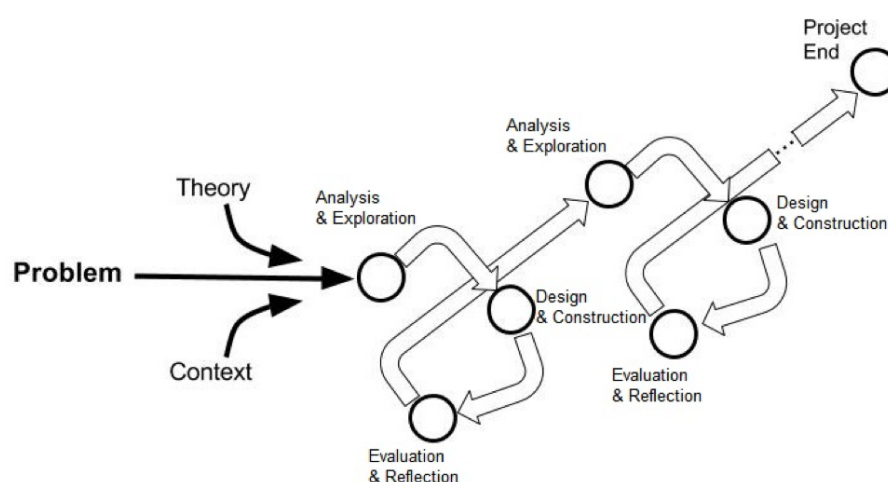 Project
End
Analysis
& Exploration
Theory
Analysis
& Exploration
Design
& Construction
Problem
Design
& Construction
Context
Evaluation
& Reflection
Evaluation
& Reflection